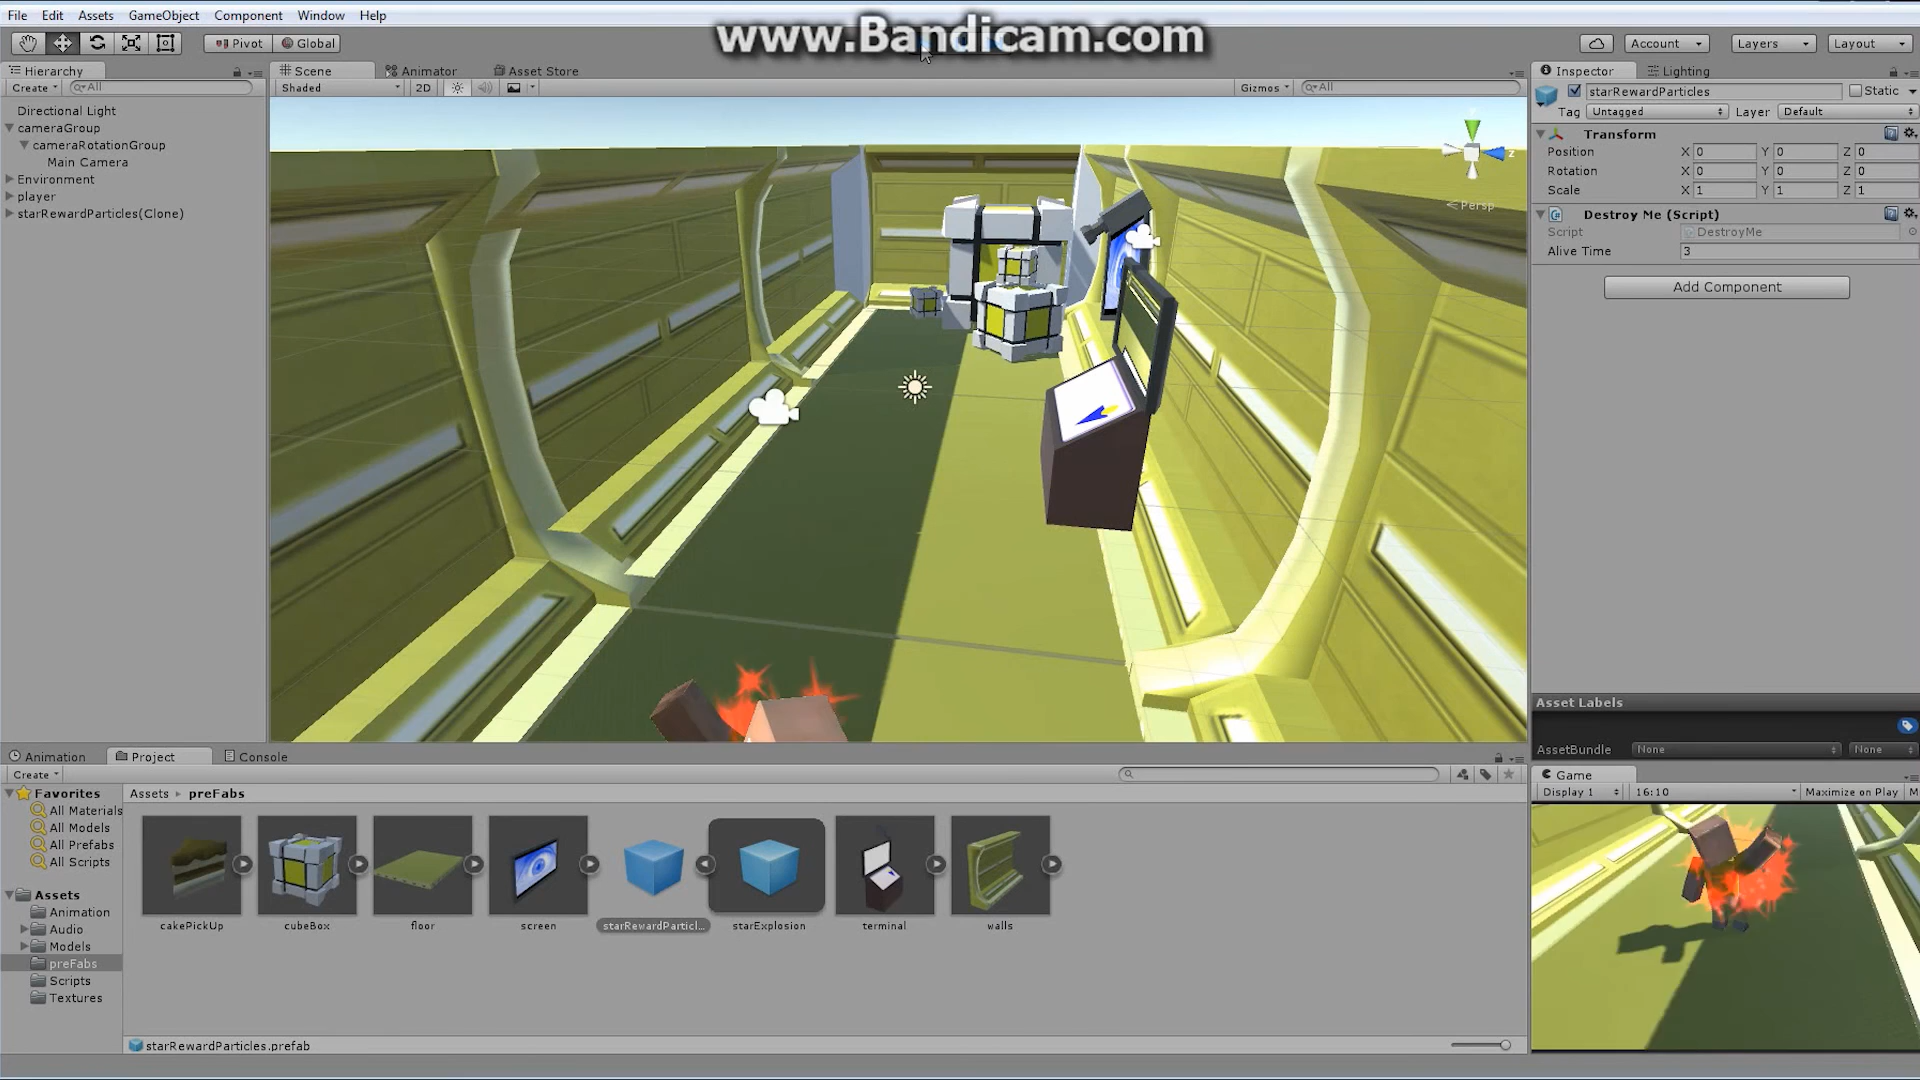 File Edit Assets GameObject Component Window Help
www.Bandicam.com
Pivot Global
Account Layers Layout
Hierarchy
Create All
Directional Light
cameraGroup
cameraRotationGroup
Main Camera
Environment
player
starRewardParticles(Clone)
Scene Animator Asset Store
Shaded 2D Gizmos All
z
Persp
Inspector Lighting
starRewardParticles Static
Tag Untagged Layer Default
Transform
Position X 0 Y 0 Z 0
Rotation X 0 Y 0 Z 0
Scale X 1 Y 1 Z 1
Destroy Me (Script)
Script DestroyMe
Alive Time 3
Add Component
Asset Labels
AssetBundle None None
Game
Display 1 16:10 Maximize on Play M
Animation Project Console
Create
Favorites
All Materials
All Models
All Prefabs
All Scripts
Assets
Animation
Audio
Models
preFabs
Scripts
Textures
Assets preFabs
cakePickUp cubeBox floor screen starRewardParticl... starExplosion terminal walls
starRewardParticles.prefab